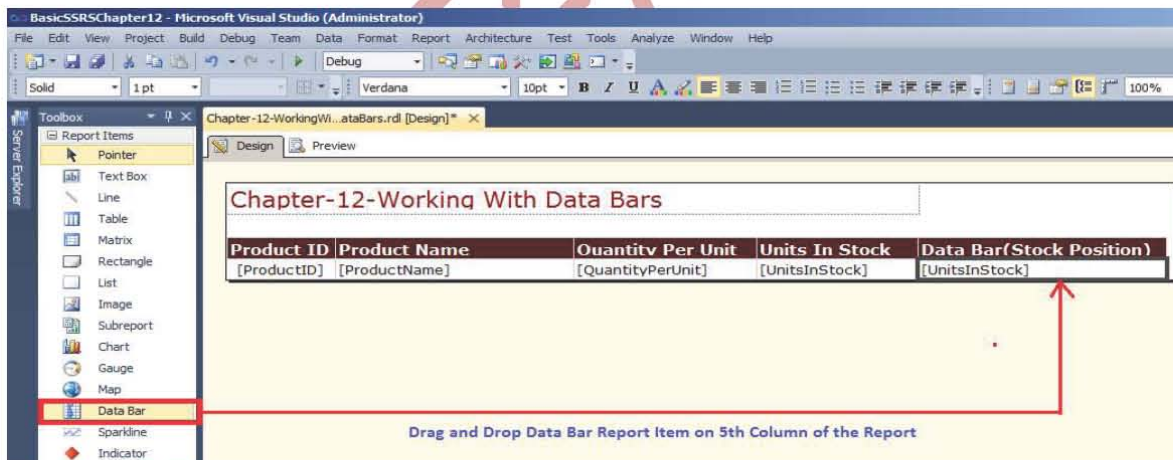 BasicSSRSChapter12 - Microsoft Visual Studio (Administrator)
File Edit View Project Build Debug Team Data Format Report Architecture Test Tools Analyze Window Help
Debug
Solid 1 pt Verdana 10pt B I U A 100%
Server Explorer
Toolbox
Chapter-12-WorkingWi...ataBars.rdl [Design]*
Report Items
Design Preview
Pointer
Text Box
Line
Table
Matrix
Rectangle
List
Image
Subreport
Chart
Gauge
Map
Data Bar
Sparkline
Indicator
Chapter-12-Working With Data Bars
Product ID Product Name Quantity Per Unit Units In Stock Data Bar(Stock Position)
[ProductID] [ProductName] [QuantityPerUnit] [UnitsInStock] [UnitsInStock]
Drag and Drop Data Bar Report Item on 5th Column of the Report